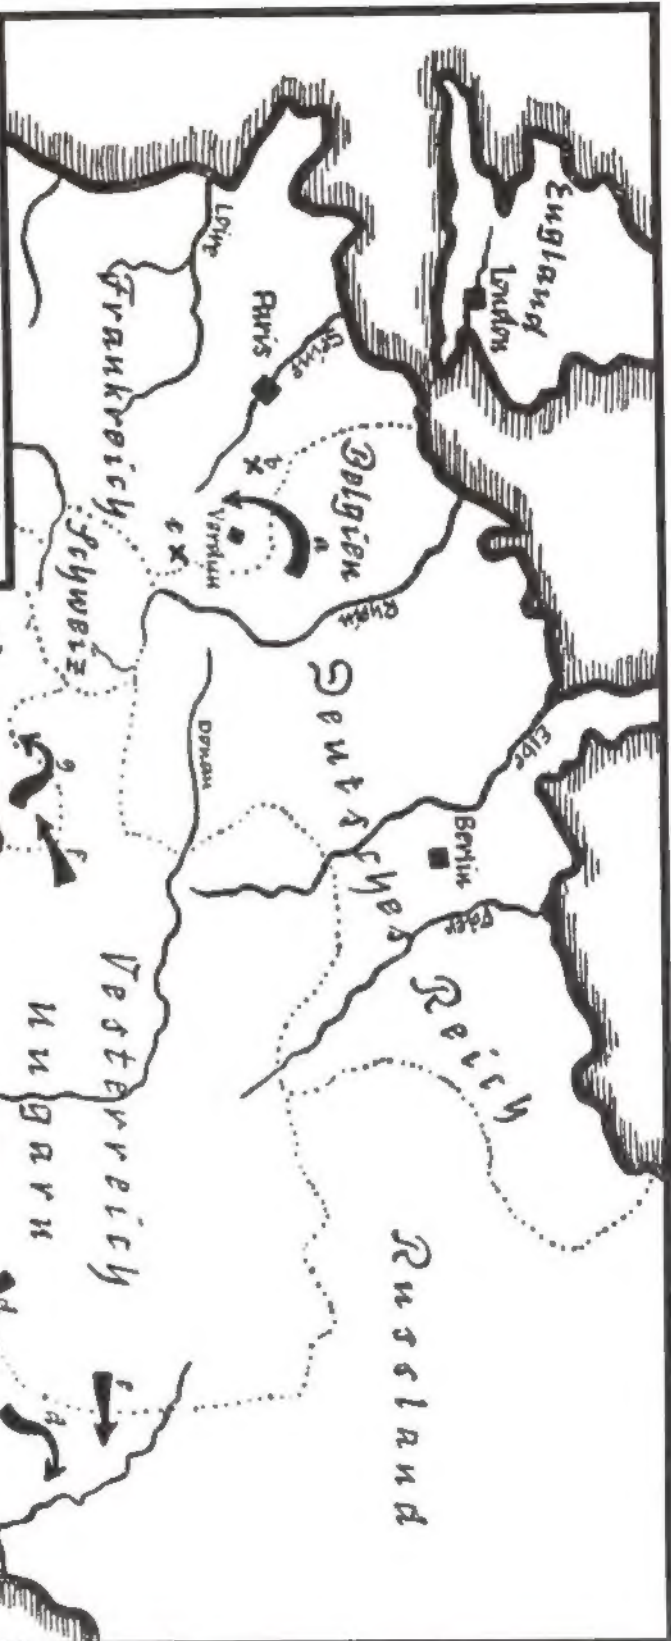 England
London
Belgien
Seine
Paris
Loire
Frankreich
Verdun
a
b
c
Schweiz
Rhein
Elbe
Berlin
Oder
Deutsches
Reich
Donau
g
f
Oesterreich
Ungarn
Russland
e
d